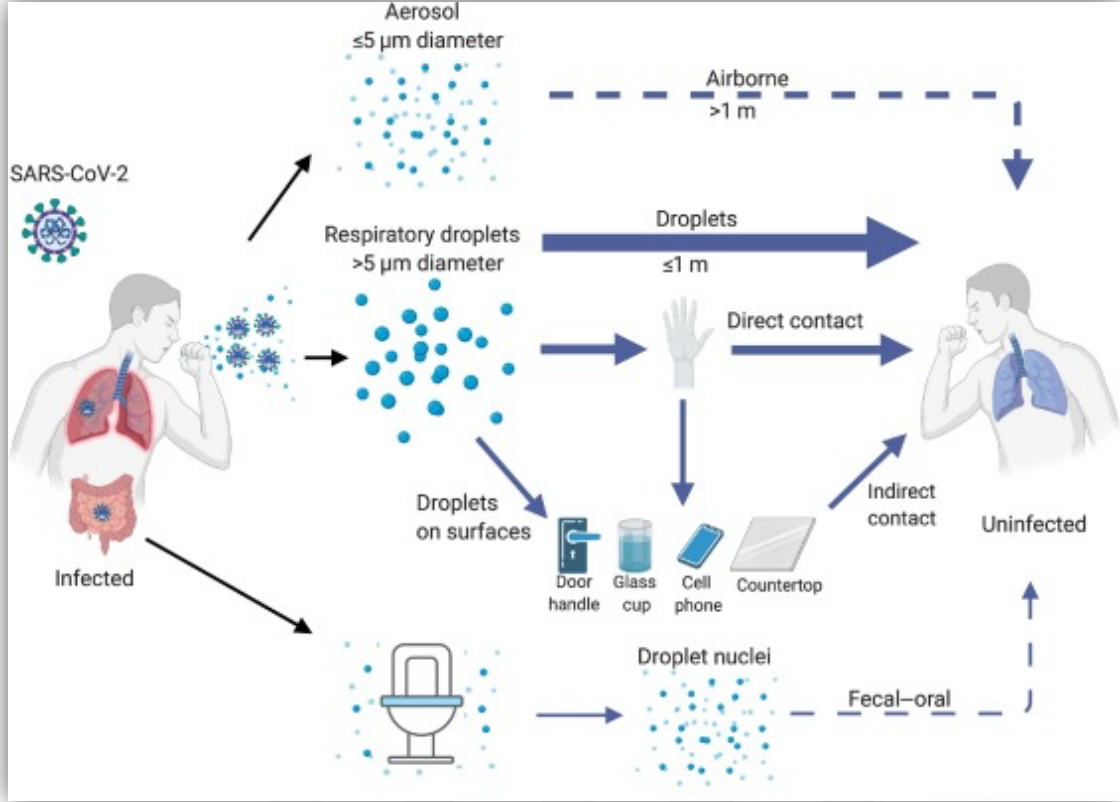 Aerosol
≤5 μm diameter
Airborne
>1 m
SARS-CoV-2
Droplets
≤1 m
Respiratory droplets
>5 μm diameter
Direct contact
Droplets
on surfaces
Indirect
contact
Uninfected
Infected
Door
handle
Glass
cup
Cell
phone
Countertop
Droplet nuclei
Fecal–oral